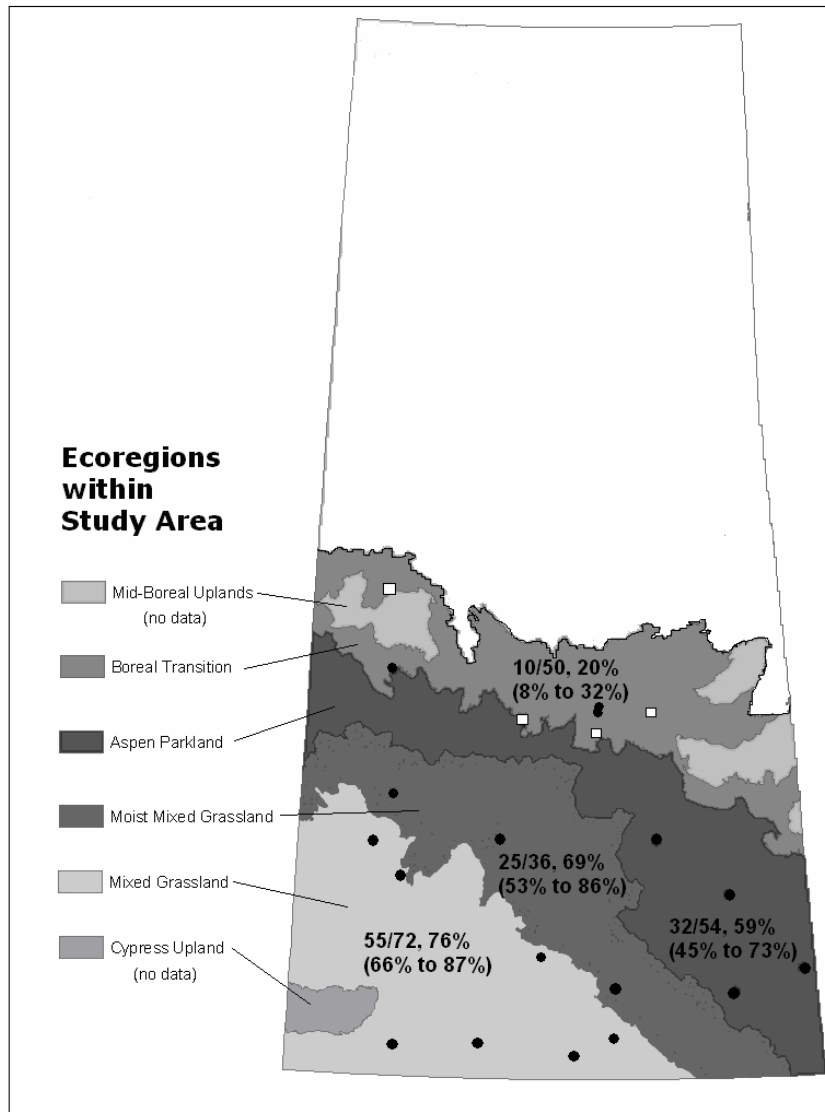 Ecoregions
within
Study Area
Mid-Boreal Uplands
(no data)
Boreal Transition
Aspen Parkland
Moist Mixed Grassland
Mixed Grassland
Cypress Upland
(no data)
10/50, 20%
(8% to 32%)
25/36, 69%
(53% to 86%)
32/54, 59%
(45% to 73%)
55/72, 76%
(66% to 87%)